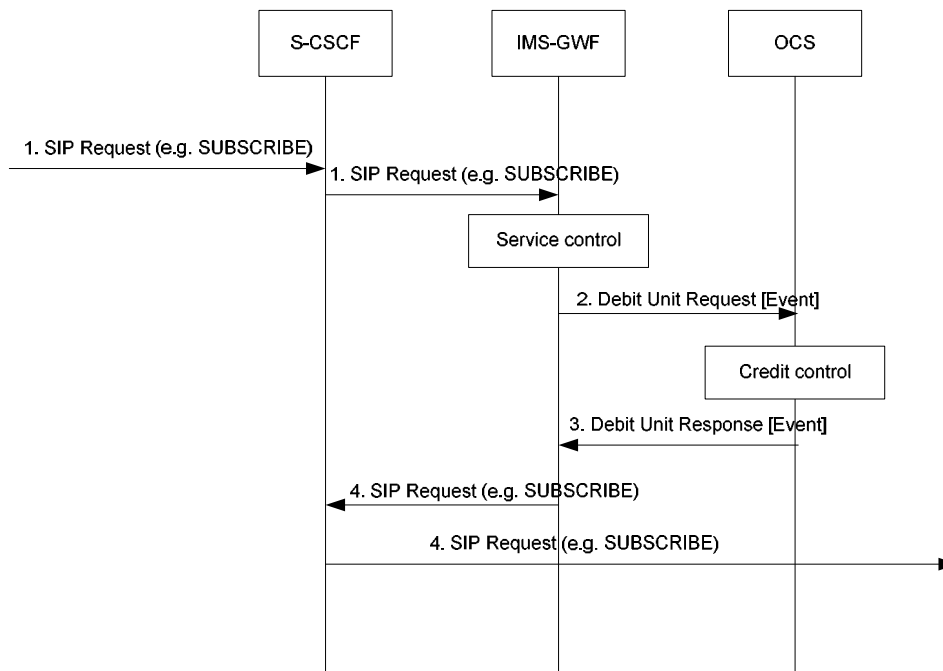 S-CSCF
IMS-GWF
OCS
1. SIP Request (e.g. SUBSCRIBE)
1. SIP Request (e.g. SUBSCRIBE)
Service control
2. Debit Unit Request [Event]
Credit control
3. Debit Unit Response [Event]
4. SIP Request (e.g. SUBSCRIBE)
4. SIP Request (e.g. SUBSCRIBE)